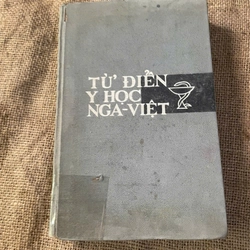 TỪ ĐIỂN
Y HỌC
NGA-VIỆT